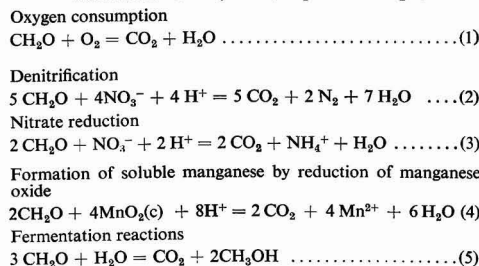 Oxygen consumption
CH₂O + O₂ = CO₂ + H₂O ..............................(1)
Denitrification
5 CH₂O + 4NO₃⁻ + 4 H⁺ = 5 CO₂ + 2 N₂ + 7 H₂O ....(2)
Nitrate reduction
2 CH₂O + NO₃⁻ + 2 H⁺ = 2 CO₂ + NH₄⁺ + H₂O ........(3)
Formation of soluble manganese by reduction of manganese
oxide
2CH₂O + 4MnO₂(c) + 8H⁺ = 2 CO₂ + 4 Mn²⁺ + 6 H₂O (4)
Fermentation reactions
3 CH₂O + H₂O = CO₂ + 2CH₃OH .....................(5)